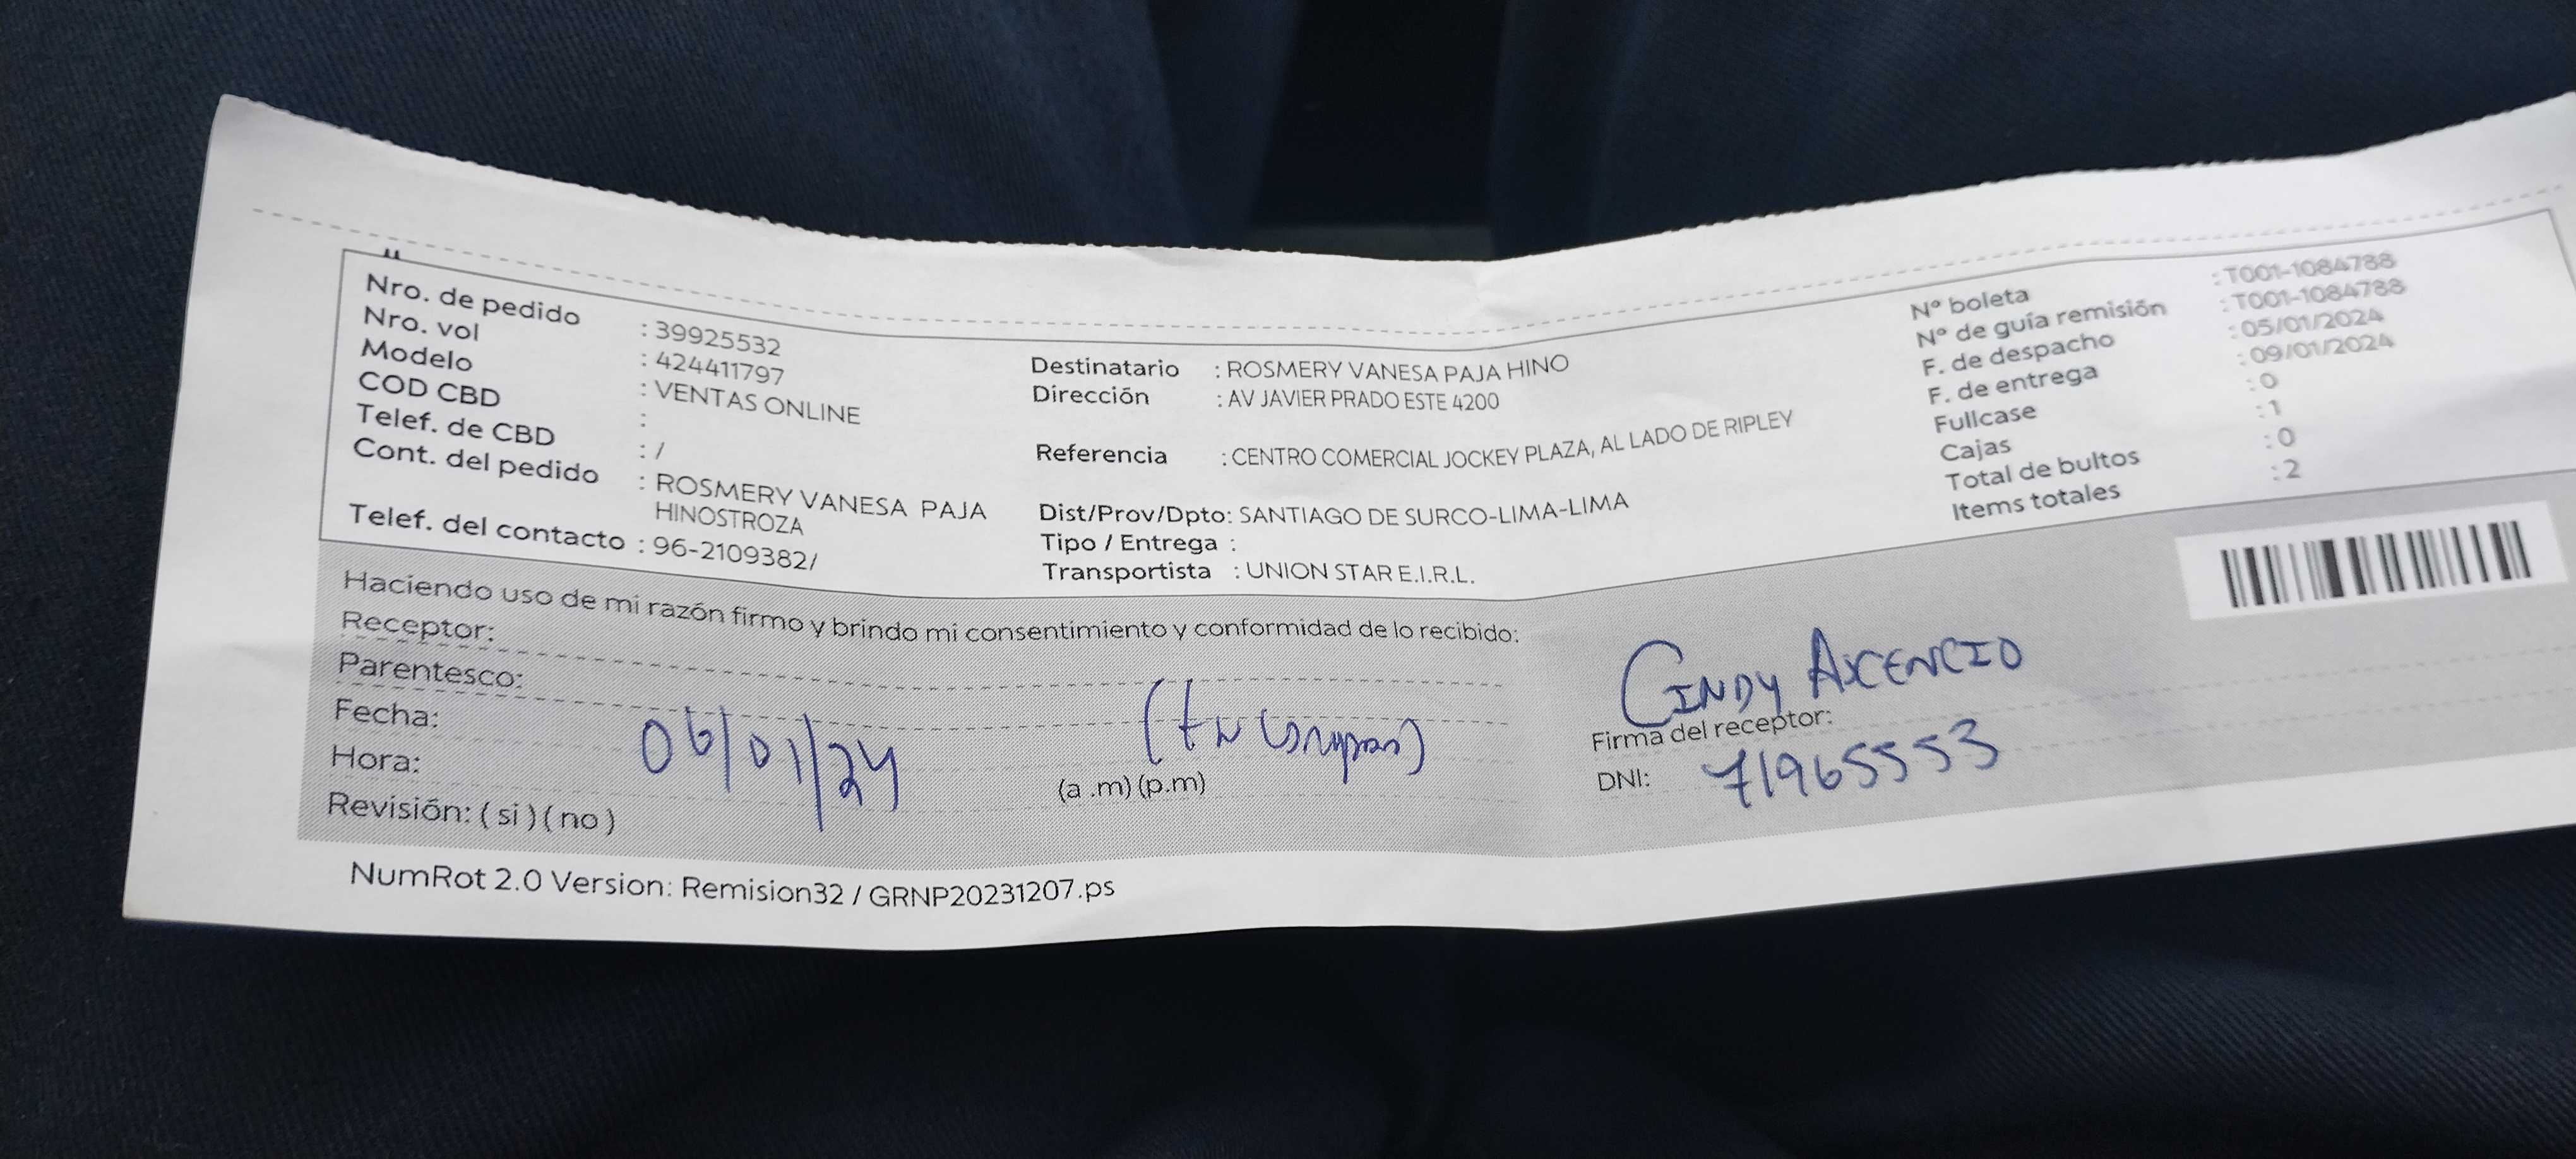 Nro. de pedido : 39925532
Nro. vol : 424411797
Modelo : VENTAS ONLINE
COD CBD :
Telef. de CBD : /
Cont. del pedido : ROSMERY VANESA PAJA
HINOSTROZA
Telef. del contacto : 96-2109382/
Destinatario : ROSMERY VANESA PAJA HINO
Dirección : AV JAVIER PRADO ESTE 4200
Referencia : CENTRO COMERCIAL JOCKEY PLAZA, AL LADO DE RIPLEY
Dist/Prov/Dpto: SANTIAGO DE SURCO-LIMA-LIMA
Tipo / Entrega :
Transportista : UNION STAR E.I.R.L.
N° boleta : T001-1084788
N° de guía remisión : T001-1084788
F. de despacho : 05/01/2024
F. de entrega : 09/01/2024
Fullcase : 0
Cajas : 1
Total de bultos : 0
Items totales : 2
Haciendo uso de mi razón firmo y brindo mi consentimiento y conformidad de lo recibido:
Receptor:
Parentesco:
Fecha: 06/01/24
Hora: (a .m) (p.m)
Revisión: ( si ) ( no )
CINDY ASCENCIO
Firma del receptor:
DNI: 71965553
NumRot 2.0 Version: Remision32 / GRNP20231207.ps